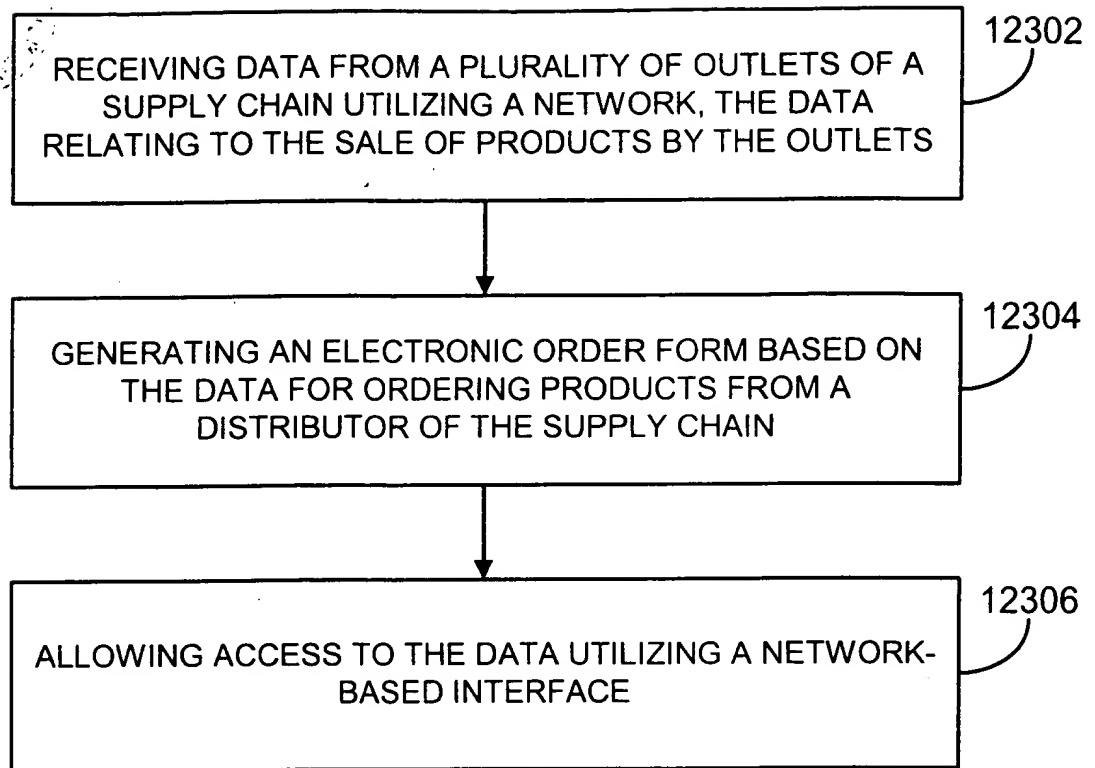 12302
RECEIVING DATA FROM A PLURALITY OF OUTLETS OF A
SUPPLY CHAIN UTILIZING A NETWORK, THE DATA
RELATING TO THE SALE OF PRODUCTS BY THE OUTLETS
12304
GENERATING AN ELECTRONIC ORDER FORM BASED ON
THE DATA FOR ORDERING PRODUCTS FROM A
DISTRIBUTOR OF THE SUPPLY CHAIN
12306
ALLOWING ACCESS TO THE DATA UTILIZING A NETWORK-
BASED INTERFACE